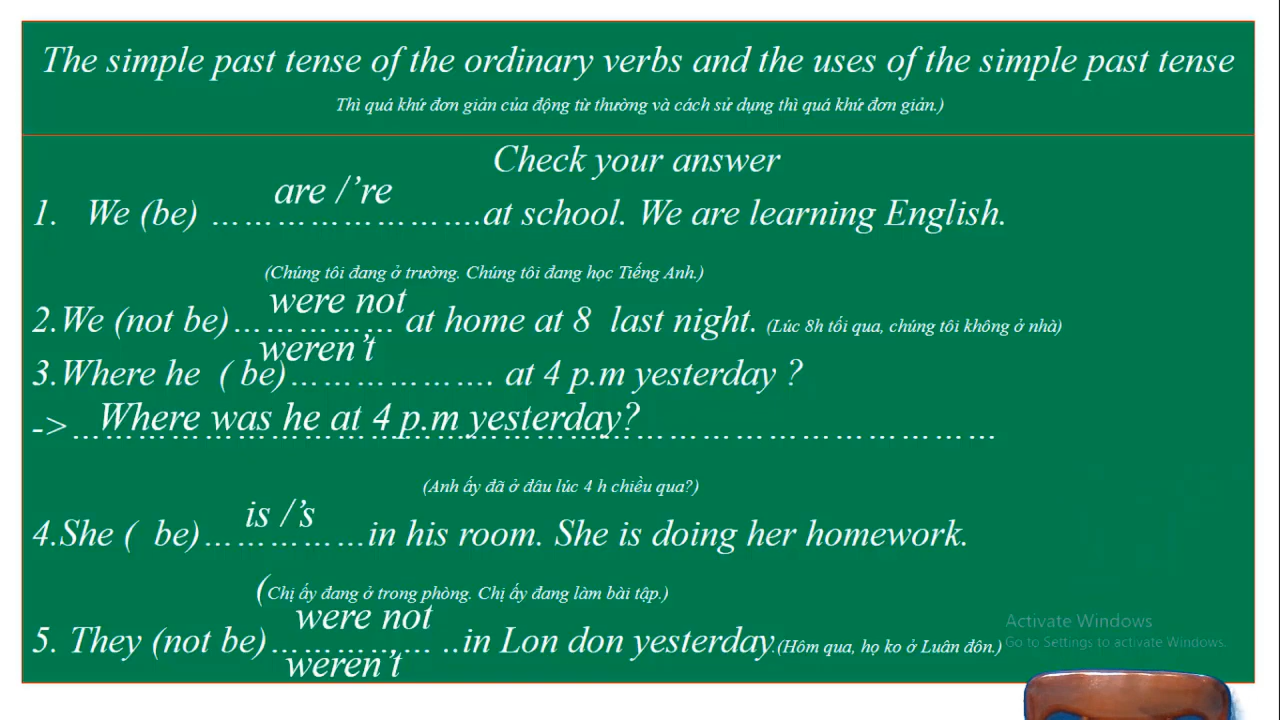 The simple past tense of the ordinary verbs and the uses of the simple past tense
Thì quá khứ đơn giản của động từ thường và cách sử dụng thì quá khứ đơn giản.)
Check your answer
are /’re
1. We (be) …………………….at school. We are learning English.
(Chúng tôi đang ở trường. Chúng tôi đang học Tiếng Anh.)
were not
2.We (not be)…………… at home at 8 last night. (Lúc 8h tối qua, chúng tôi không ở nhà)
weren’t
3.Where he ( be)………………. at 4 p.m yesterday ?
Where was he at 4 p.m yesterday?
->…………………………………………………………………………
(Anh ấy đã ở đâu lúc 4 h chiều qua?)
is /’s
4.She ( be)……………in his room. She is doing her homework.
(Chị ấy đang ở trong phòng. Chị ấy đang làm bài tập.)
were not
5. They (not be)…………… ..in Lon don yesterday.(Hôm qua, họ ko ở Luân đôn.)
weren’t
Activate Windows
Go to Settings to activate Windows.